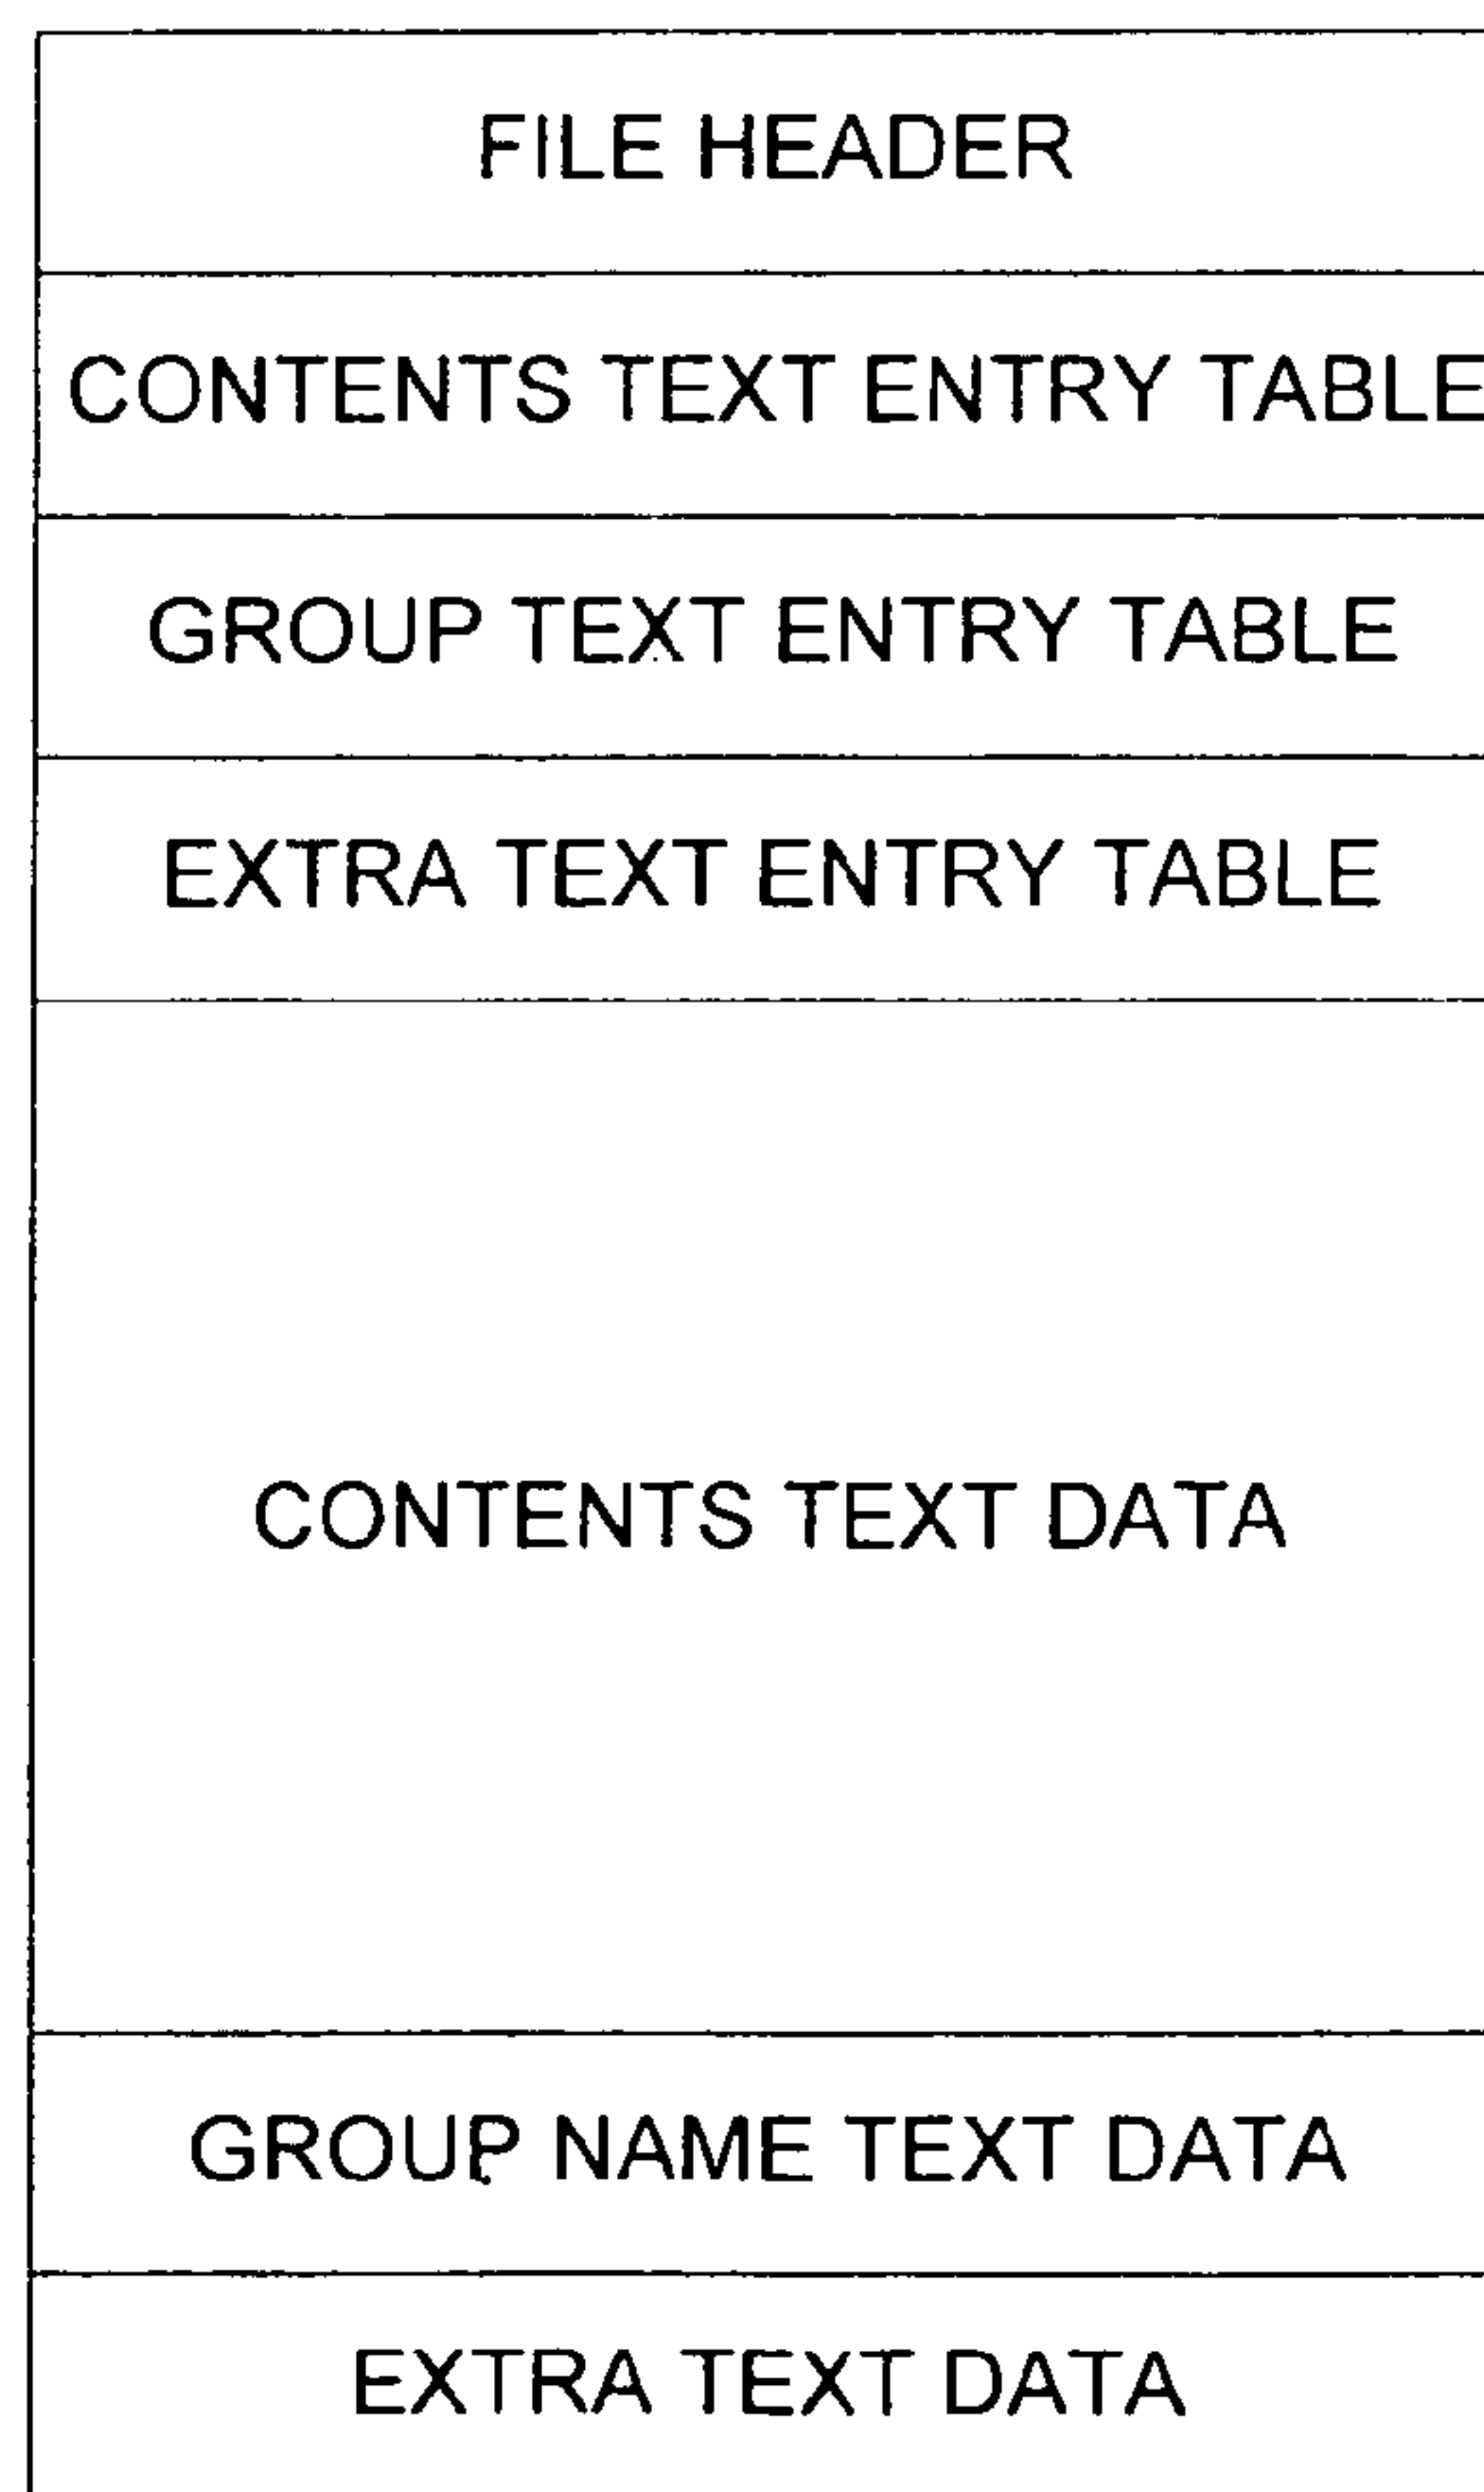 FILE HEADER
CONTENTS TEXT ENTRY TABLE
GROUP TEXT ENTRY TABLE
EXTRA TEXT ENTRY TABLE
CONTENTS TEXT DATA
GROUP NAME TEXT DATA
EXTRA TEXT DATA